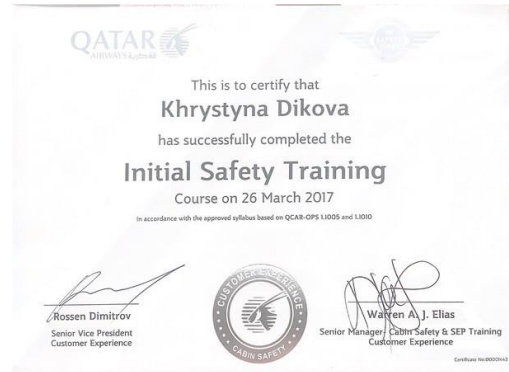 QATAR
AIRWAYS القطرية
This is to certify that
Khrystyna Dikova
has successfully completed the
Initial Safety Training
Course on 26 March 2017
In accordance with the approved syllabus based on QCAR-OPS 1.1005 and 1.1010
Rossen Dimitrov
Senior Vice President
Customer Experience
CUSTOMER EXPERIENCE
CABIN SAFETY
Warren A. J. Elias
Senior Manager- Cabin Safety & SEP Training
Customer Experience
Certificate No: